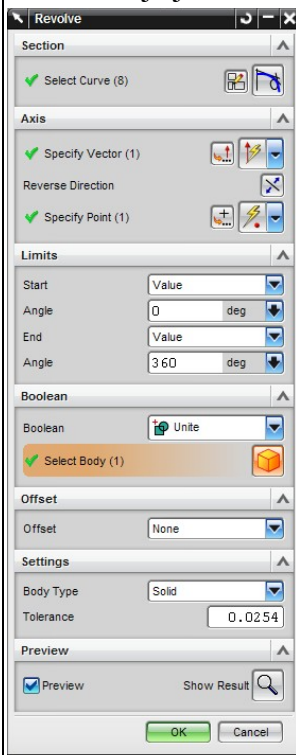 Revolve
Section
Select Curve (8)
Axis
Specify Vector (1)
Reverse Direction
Specify Point (1)
Limits
Start Value
Angle 0 deg
End Value
Angle 360 deg
Boolean
Boolean Unite
Select Body (1)
Offset
Offset None
Settings
Body Type Solid
Tolerance 0.0254
Preview
Preview Show Result
OK Cancel